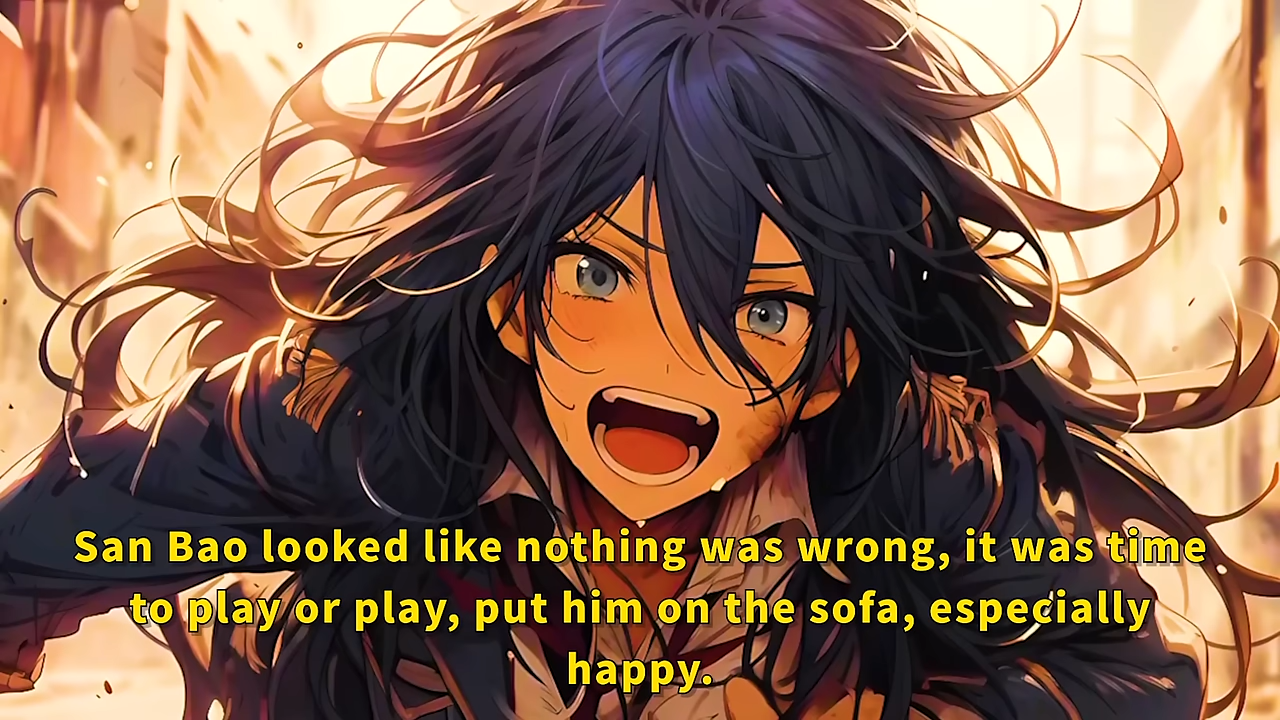 San Bao looked like nothing was wrong, it was time
to play or play, put him on the sofa, especially
happy.